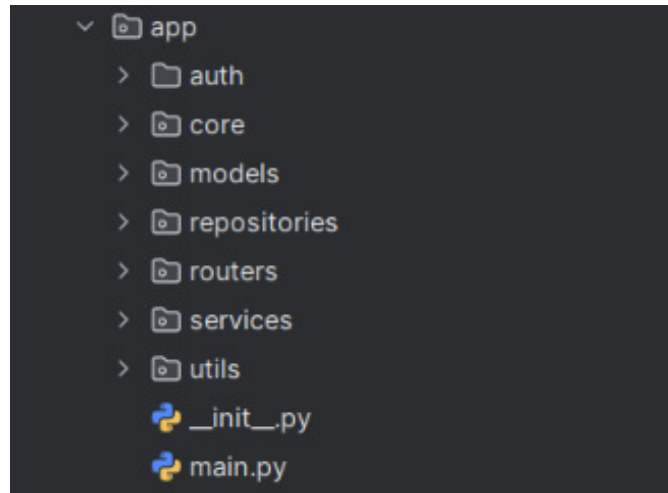 app
auth
core
models
repositories
routers
services
utils
__init__.py
main.py